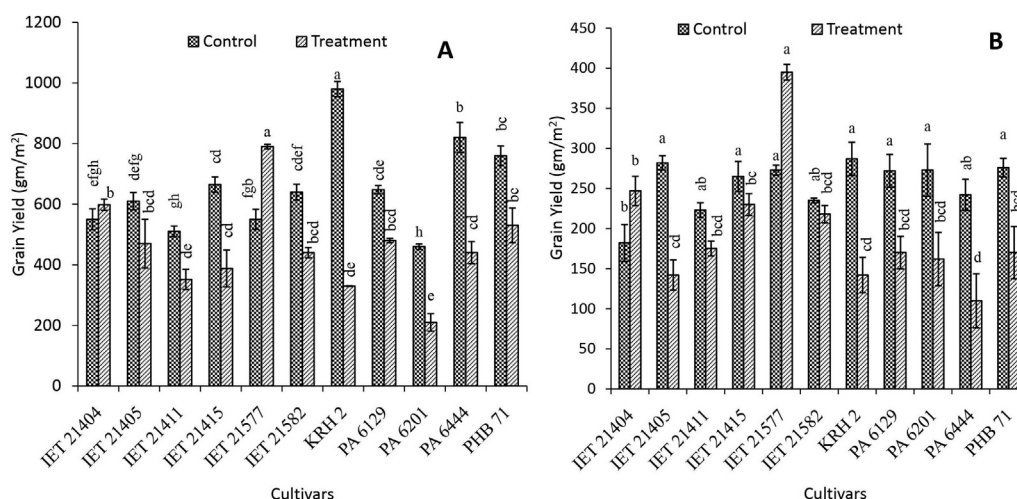 1200
1000
800
600
400
200
0
Grain Yield (gm/m²)
Control
Treatment
A
efgh
b
defg
bcd
gh
de
cd
cd
fgb
a
cdef
bcd
a
de
cde
bcd
h
e
b
cd
bc
bc
IET 21404
IET 21405
IET 21411
IET 21415
IET 21577
IET 21582
KRH 2
PA 6129
PA 6201
PA 6444
PHB 71
Cultivars
450
400
350
300
250
200
150
100
50
0
Grain Yield (gm/m²)
Control
Treatment
B
b
b
a
cd
ab
bcd
a
bc
a
a
ab
bcd
a
cd
a
bcd
a
bcd
ab
d
a
bcd
IET 21404
IET 21405
IET 21411
IET 21415
IET 21577
IET 21582
KRH 2
PA 6129
PA 6201
PA 6444
PHB 71
Cultivars